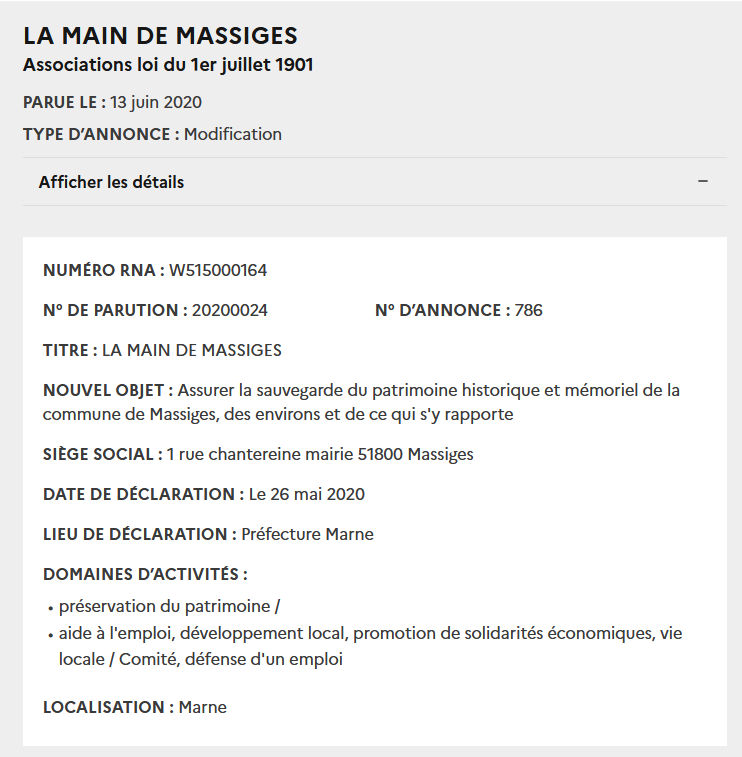 LA MAIN DE MASSIGES
Associations loi du 1er juillet 1901
PARUE LE : 13 juin 2020
TYPE D’ANNONCE : Modification
Afficher les détails –
NUMÉRO RNA : W515000164
N° DE PARUTION : 20200024 N° D’ANNONCE : 786
TITRE : LA MAIN DE MASSIGES
NOUVEL OBJET : Assurer la sauvegarde du patrimoine historique et mémoriel de la
commune de Massiges, des environs et de ce qui s'y rapporte
SIÈGE SOCIAL : 1 rue chantereine mairie 51800 Massiges
DATE DE DÉCLARATION : Le 26 mai 2020
LIEU DE DÉCLARATION : Préfecture Marne
DOMAINES D’ACTIVITÉS :
• préservation du patrimoine /
• aide à l'emploi, développement local, promotion de solidarités économiques, vie
locale / Comité, défense d'un emploi
LOCALISATION : Marne